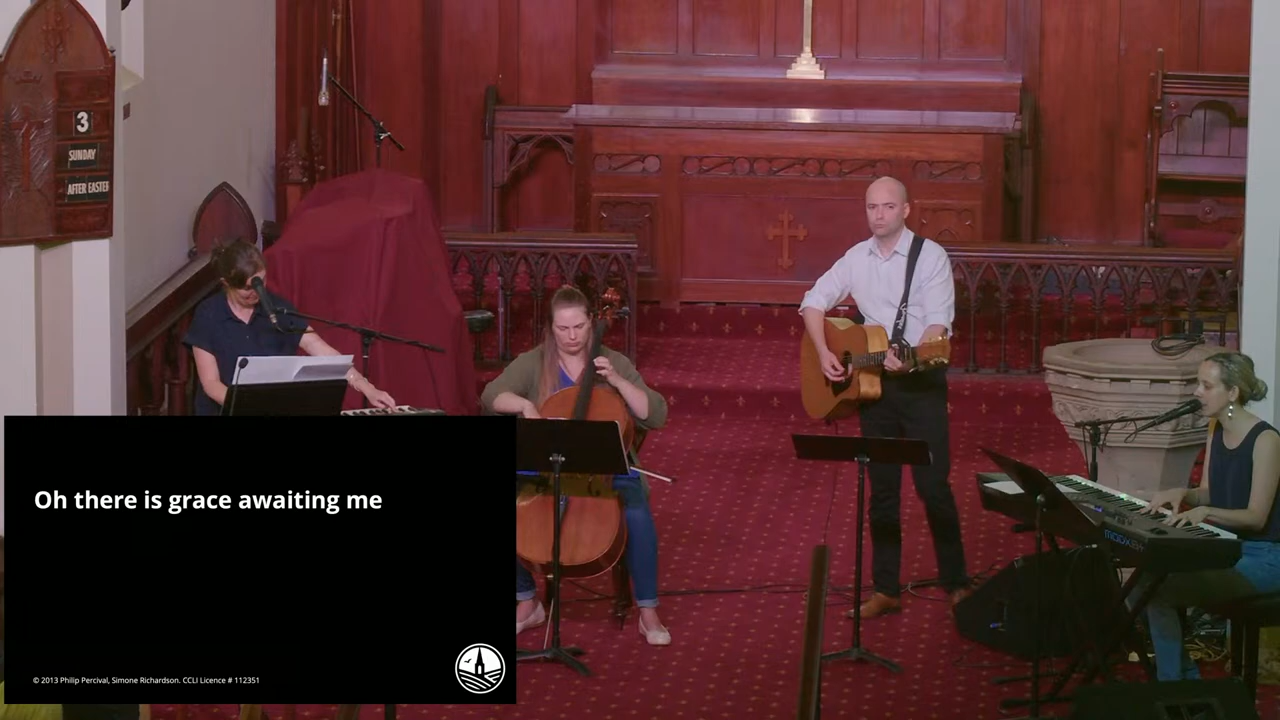 3
SUNDAY
AFTER EASTER
Oh there is grace awaiting me
© 2013 Philip Percival, Simone Richardson. CCLI Licence # 112351